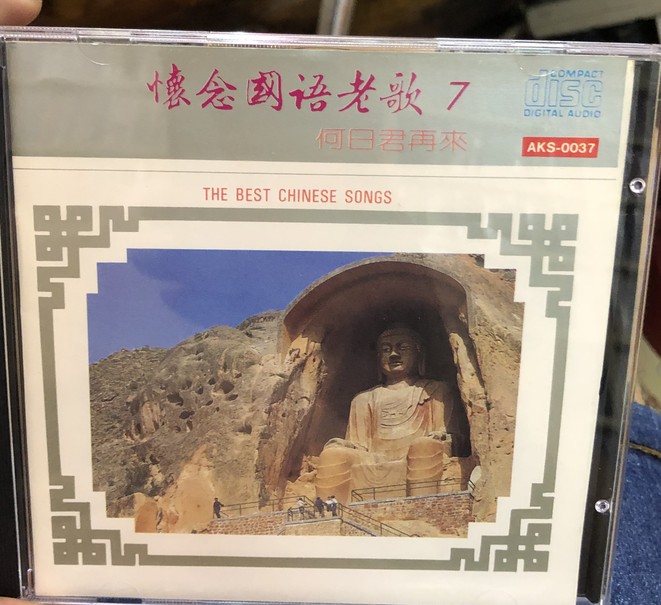 懷念國语老歌 7
何日君再來
COMPACT
disc
DIGITAL AUDIO
AKS-0037
THE BEST CHINESE SONGS